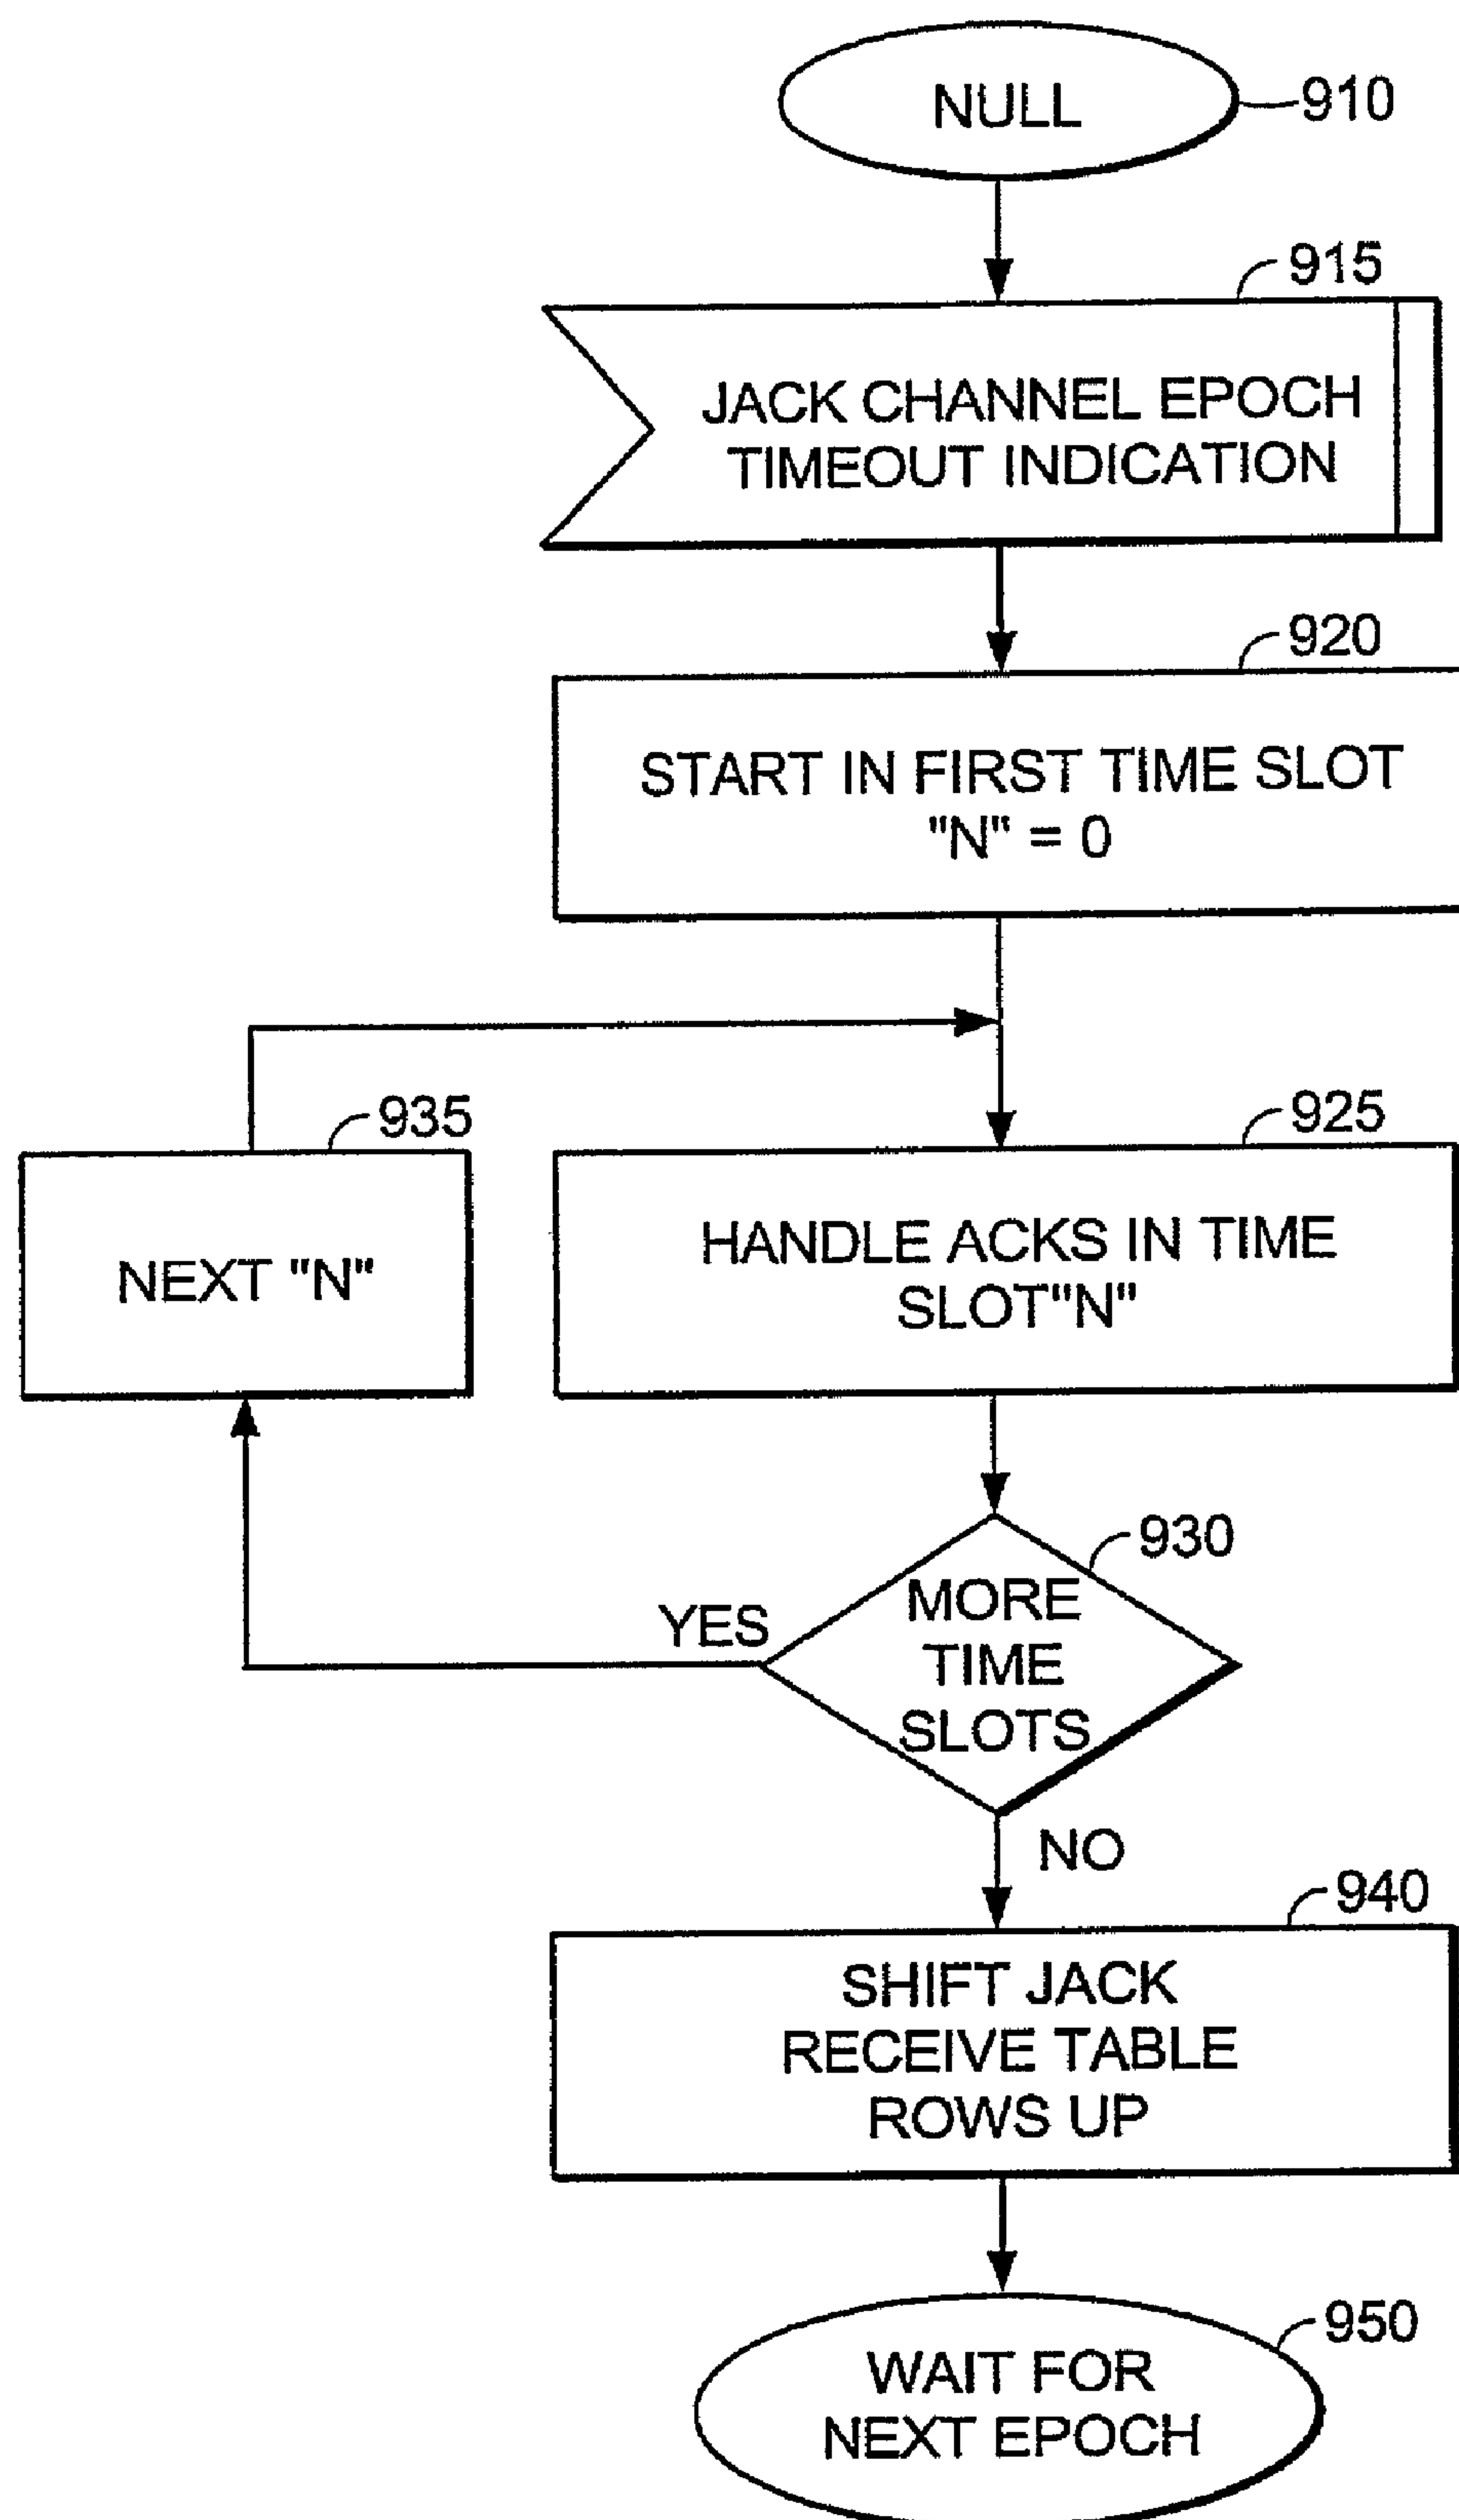 NULL
910
915
JACK CHANNEL EPOCH
TIMEOUT INDICATION
920
START IN FIRST TIME SLOT
"N" = 0
935
NEXT "N"
925
HANDLE ACKS IN TIME
SLOT"N"
930
MORE
TIME
SLOTS
YES
NO
940
SHIFT JACK
RECEIVE TABLE
ROWS UP
950
WAIT FOR
NEXT EPOCH